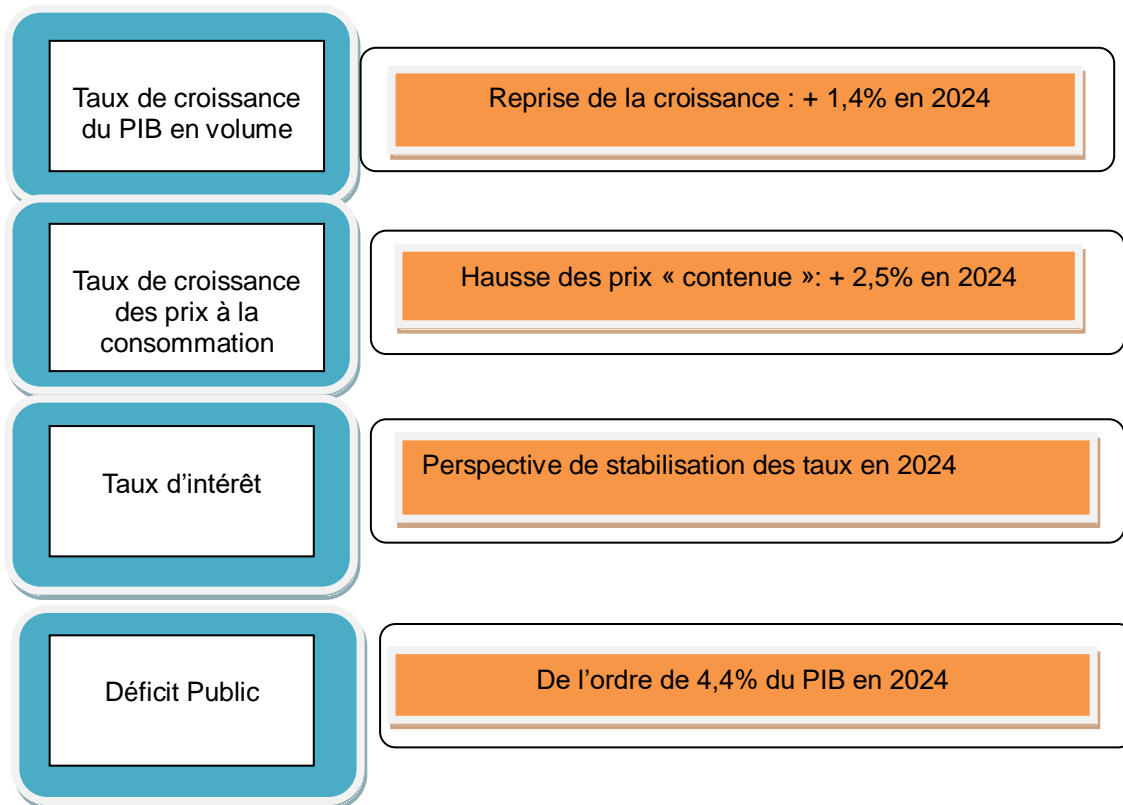 Taux de croissance
du PIB en volume
Reprise de la croissance : + 1,4% en 2024
Taux de croissance
des prix à la
consommation
Hausse des prix « contenue »: + 2,5% en 2024
Taux d’intérêt
Perspective de stabilisation des taux en 2024
Déficit Public
De l’ordre de 4,4% du PIB en 2024